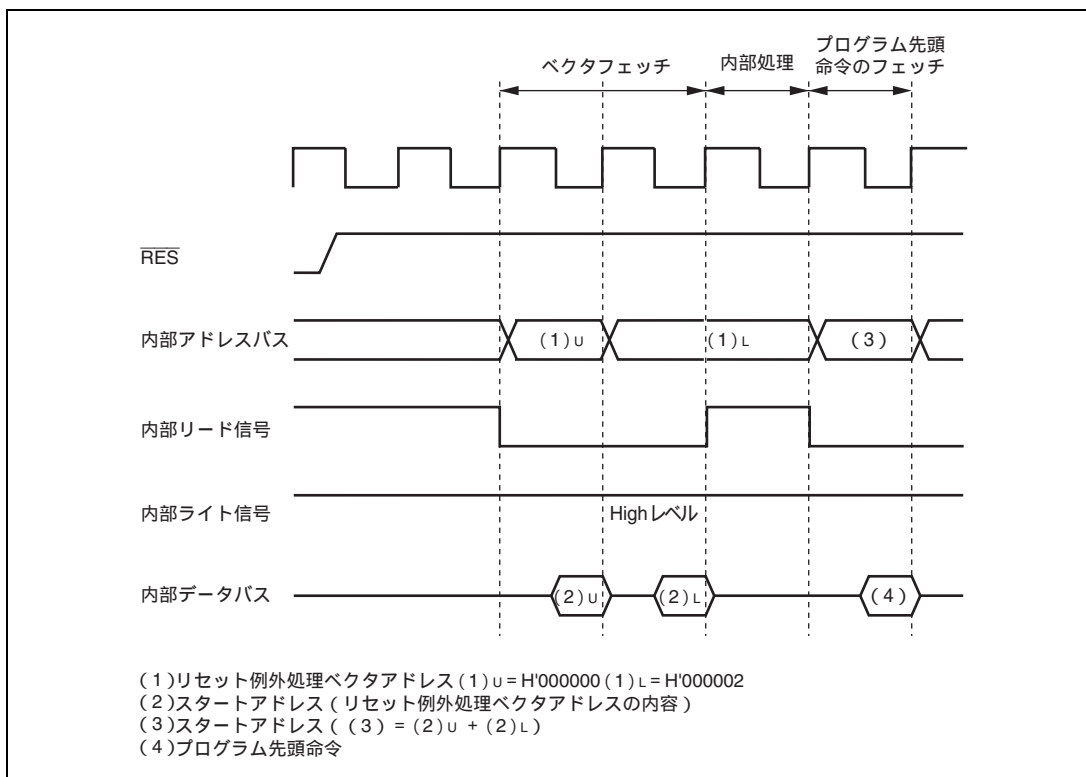 プログラム先頭
命令のフェッチ
ベクタフェッチ
内部処理
RES
内部アドレスバス
(1)U
(1)L
(3)
内部リード信号
内部ライト信号
Highレベル
内部データバス
(2)U
(2)L
(4)
(1)リセット例外処理ベクタアドレス(1)U=H'000000(1)L=H'000002
(2)スタートアドレス(リセット例外処理ベクタアドレスの内容)
(3)スタートアドレス((3)=(2)U+(2)L)
(4)プログラム先頭命令